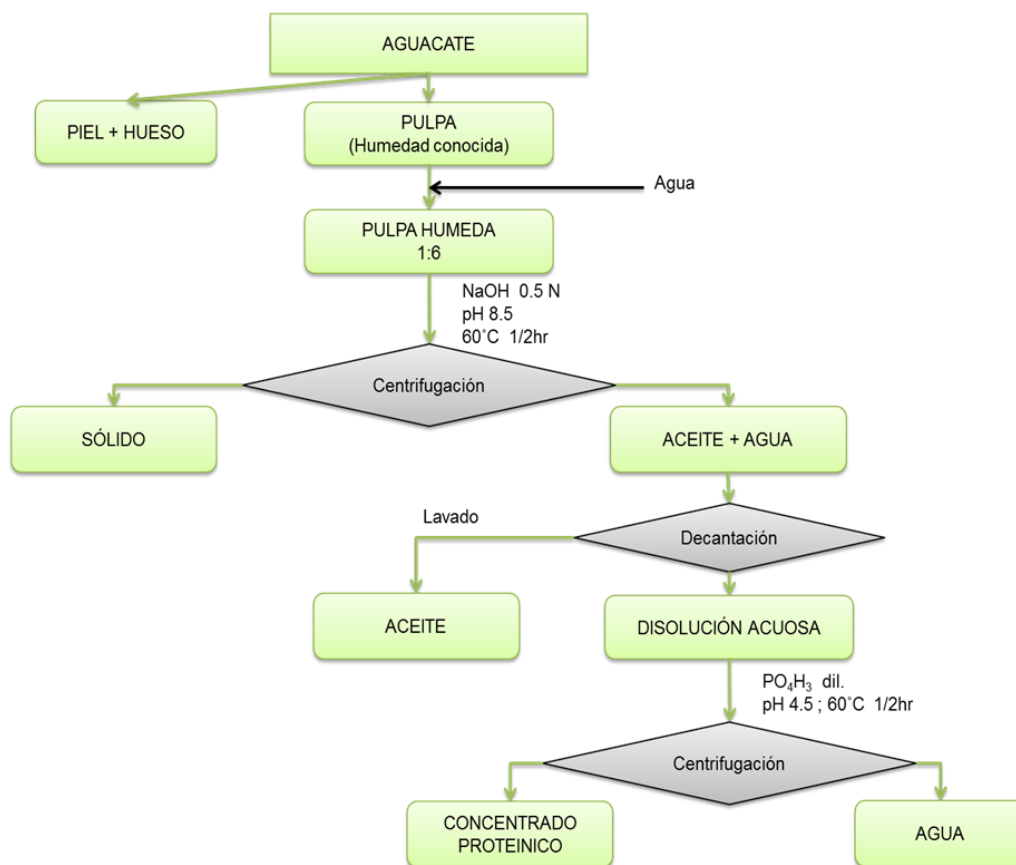 AGUACATE
PIEL + HUESO
PULPA
(Humedad conocida)
Agua
PULPA HUMEDA
1:6
NaOH 0.5 N
pH 8.5
60˚C 1/2hr
Centrifugación
SÓLIDO
ACEITE + AGUA
Lavado
Decantación
ACEITE
DISOLUCIÓN ACUOSA
PO₄H₃ dil.
pH 4.5 ; 60˚C 1/2hr
Centrifugación
CONCENTRADO
PROTEINICO
AGUA